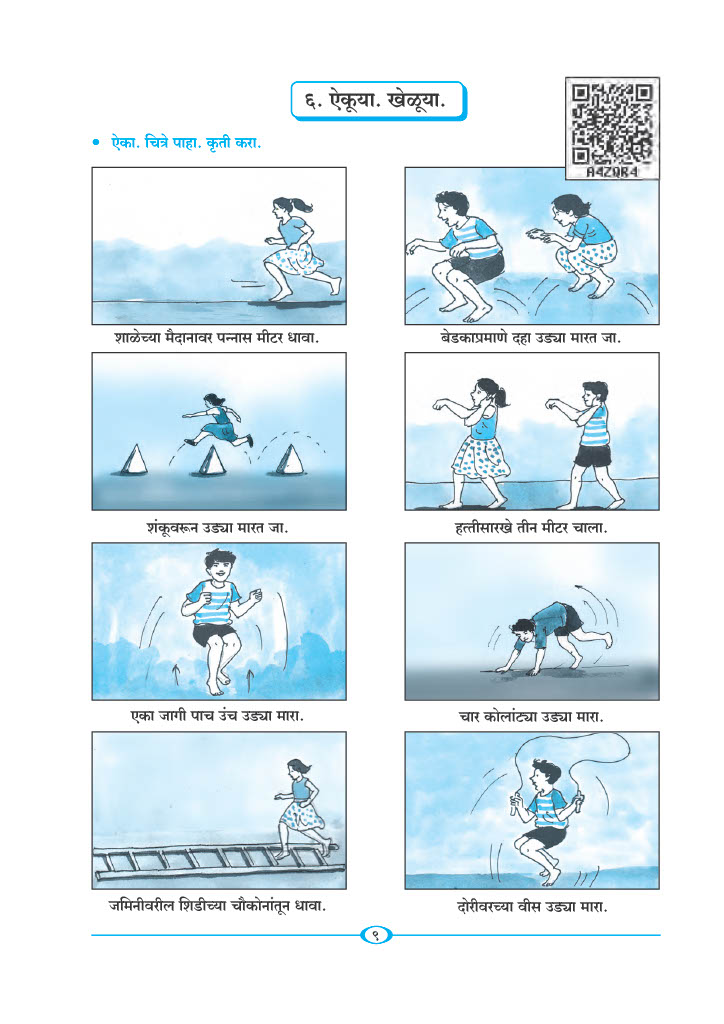 ६. ऐकूया. खेळूया.
A4ZQR4
• ऐका. चित्रे पाहा. कृती करा.
शाळेच्या मैदानावर पन्नास मीटर धावा.
बेडकाप्रमाणे दहा उड्या मारत जा.
शंकूवरून उड्या मारत जा.
हत्तीसारखे तीन मीटर चाला.
एका जागी पाच उंच उड्या मारा.
चार कोलांट्या उड्या मारा.
जमिनीवरील शिडीच्या चौकोनांतून धावा.
दोरीवरच्या वीस उड्या मारा.
९